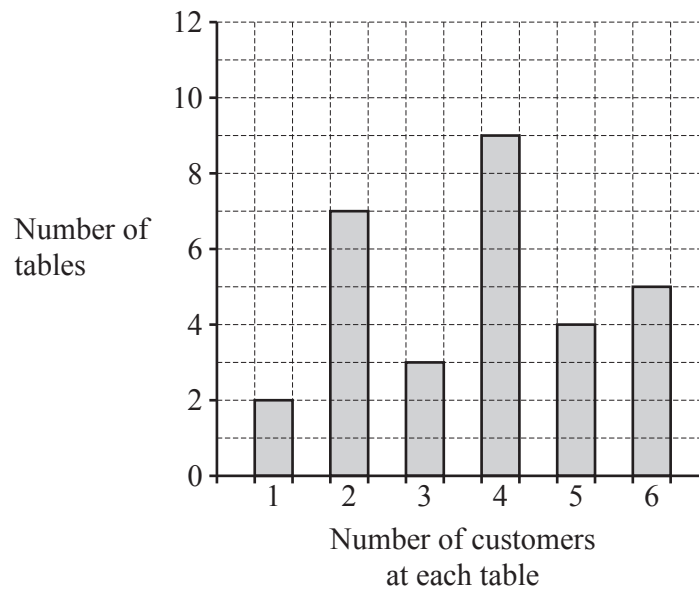 12
10
8
Number of
tables
6
4
2
0
1 2 3 4 5 6
Number of customers
at each table